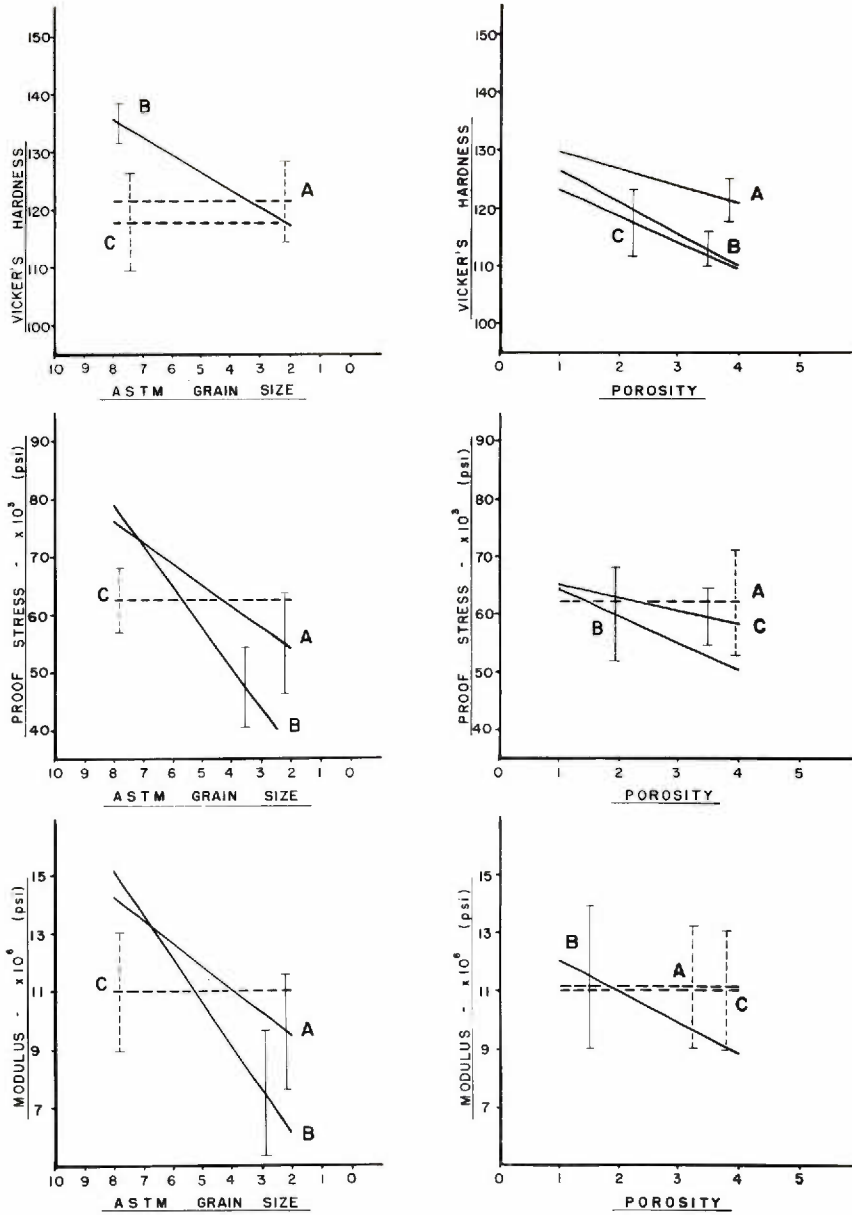 VICKER'S HARDNESS
150
140
130
120
110
100
B
A
C
10 9 8 7 6 5 4 3 2 1 0
ASTM GRAIN SIZE
VICKER'S HARDNESS
150
140
130
120
110
100
A
C
B
0 1 2 3 4 5
POROSITY
PROOF STRESS - x10³ (psi)
90
80
70
60
50
40
C
A
B
10 9 8 7 6 5 4 3 2 1 0
ASTM GRAIN SIZE
PROOF STRESS - x10³ (psi)
90
80
70
60
50
40
A
C
B
0 1 2 3 4 5
POROSITY
MODULUS - x10⁶ (psi)
15
13
11
9
7
C
A
B
10 9 8 7 6 5 4 3 2 1 0
ASTM GRAIN SIZE
MODULUS - x10⁶ (psi)
15
13
11
9
7
B
A
C
0 1 2 3 4 5
POROSITY